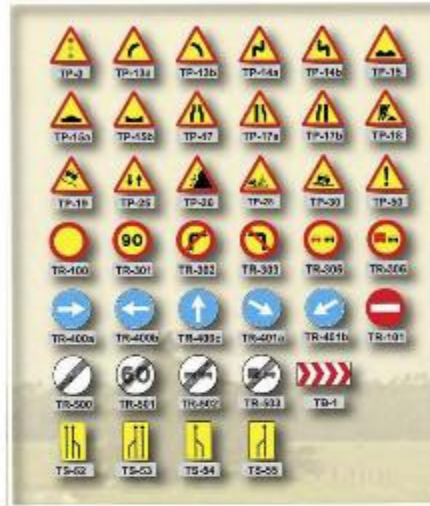 TP-3 TP-13a TP-13b TP-14a TP-14b TP-15
TP-15a TP-15b TP-17 TP-17a TP-17b TP-18
TP-19 TP-25 TP-26 TP-28 TP-30 TP-50
90
TR-100 TR-301 TR-302 TR-303 TR-305 TR-306
TR-400a TR-400b TR-400c TR-401a TR-401b TR-101
60
TR-500 TR-501 TR-502 TR-503 TB-1
TS-52 TS-53 TS-54 TS-55